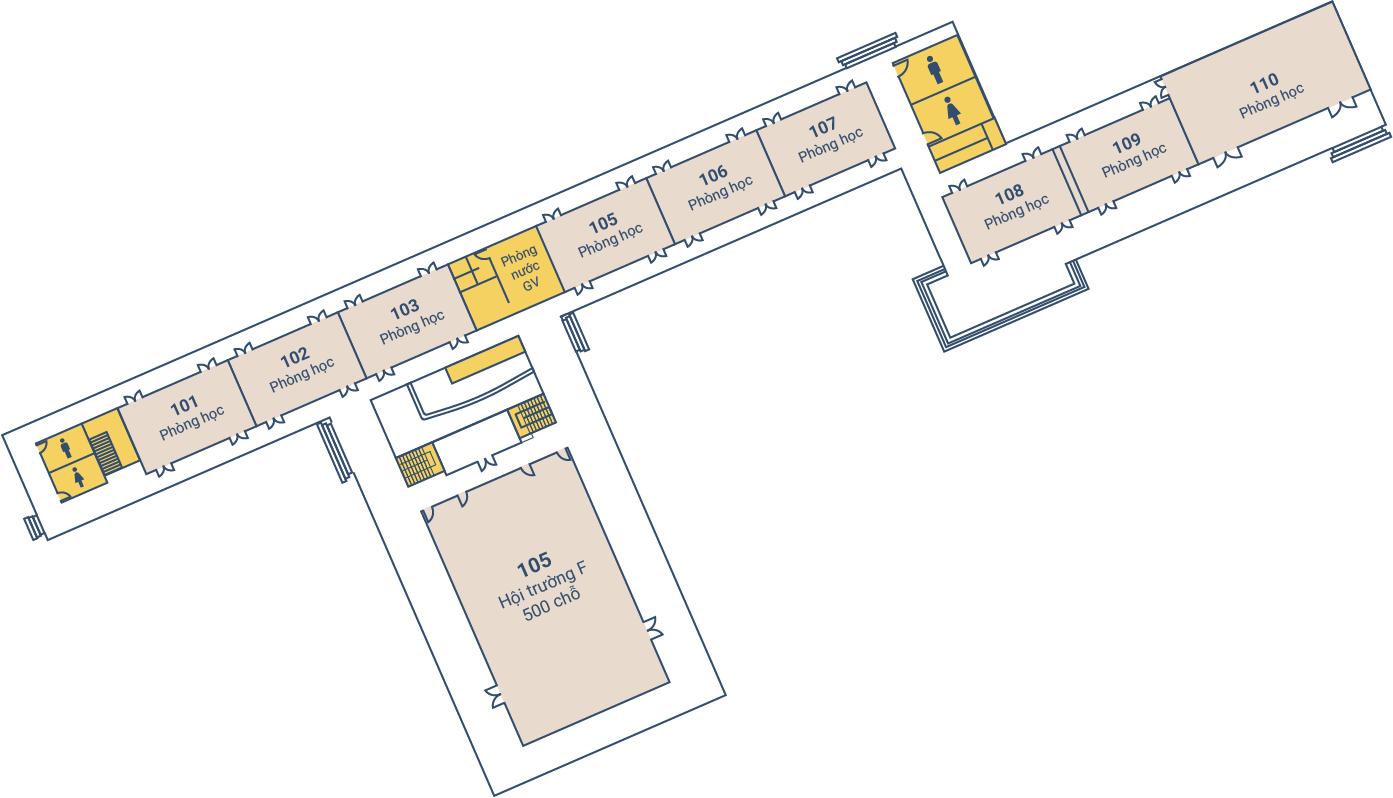 101
Phòng học
102
Phòng học
103
Phòng học
Phòng
nước
GV
105
Phòng học
106
Phòng học
107
Phòng học
108
Phòng học
109
Phòng học
110
Phòng học
105
Hội trường F
500 chỗ